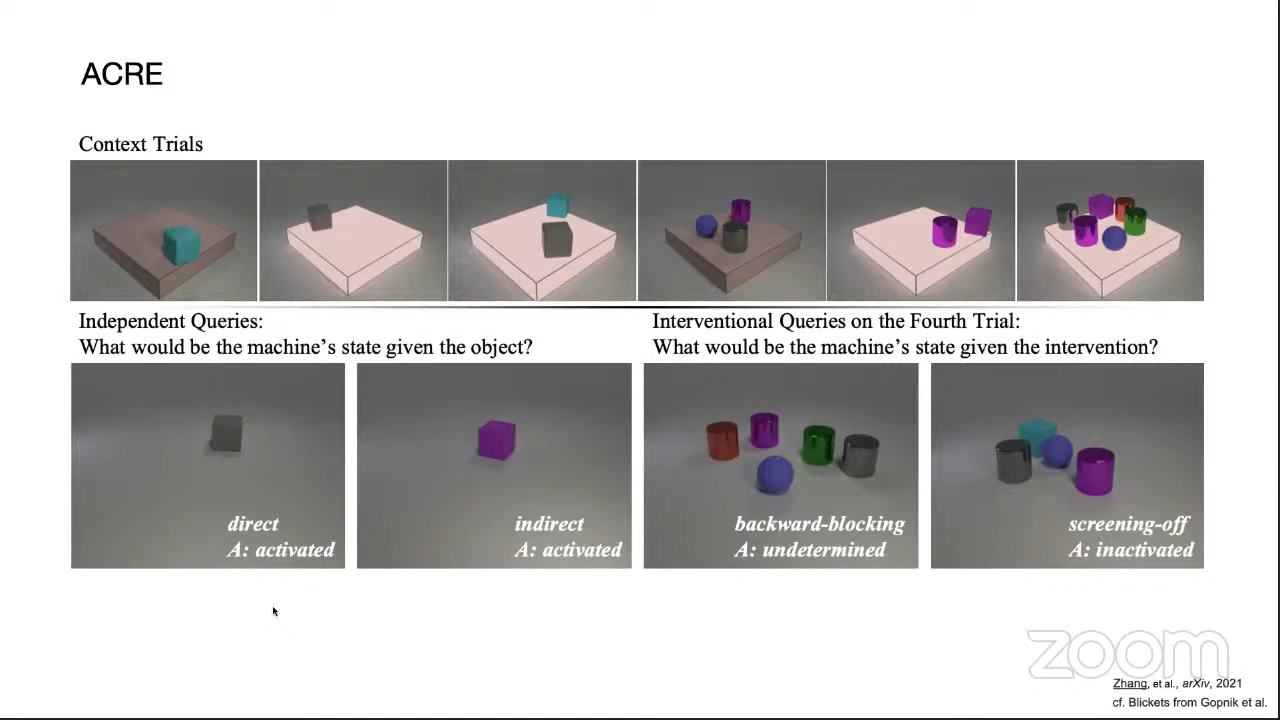 ACRE
Context Trials
Independent Queries:
What would be the machine's state given the object?
Interventional Queries on the Fourth Trial:
What would be the machine's state given the intervention?
direct
A: activated
indirect
A: activated
backward-blocking
A: undetermined
screening-off
A: inactivated
zoom
Zhang, et al., arXiv, 2021
cf. Blickets from Gopnik et al.